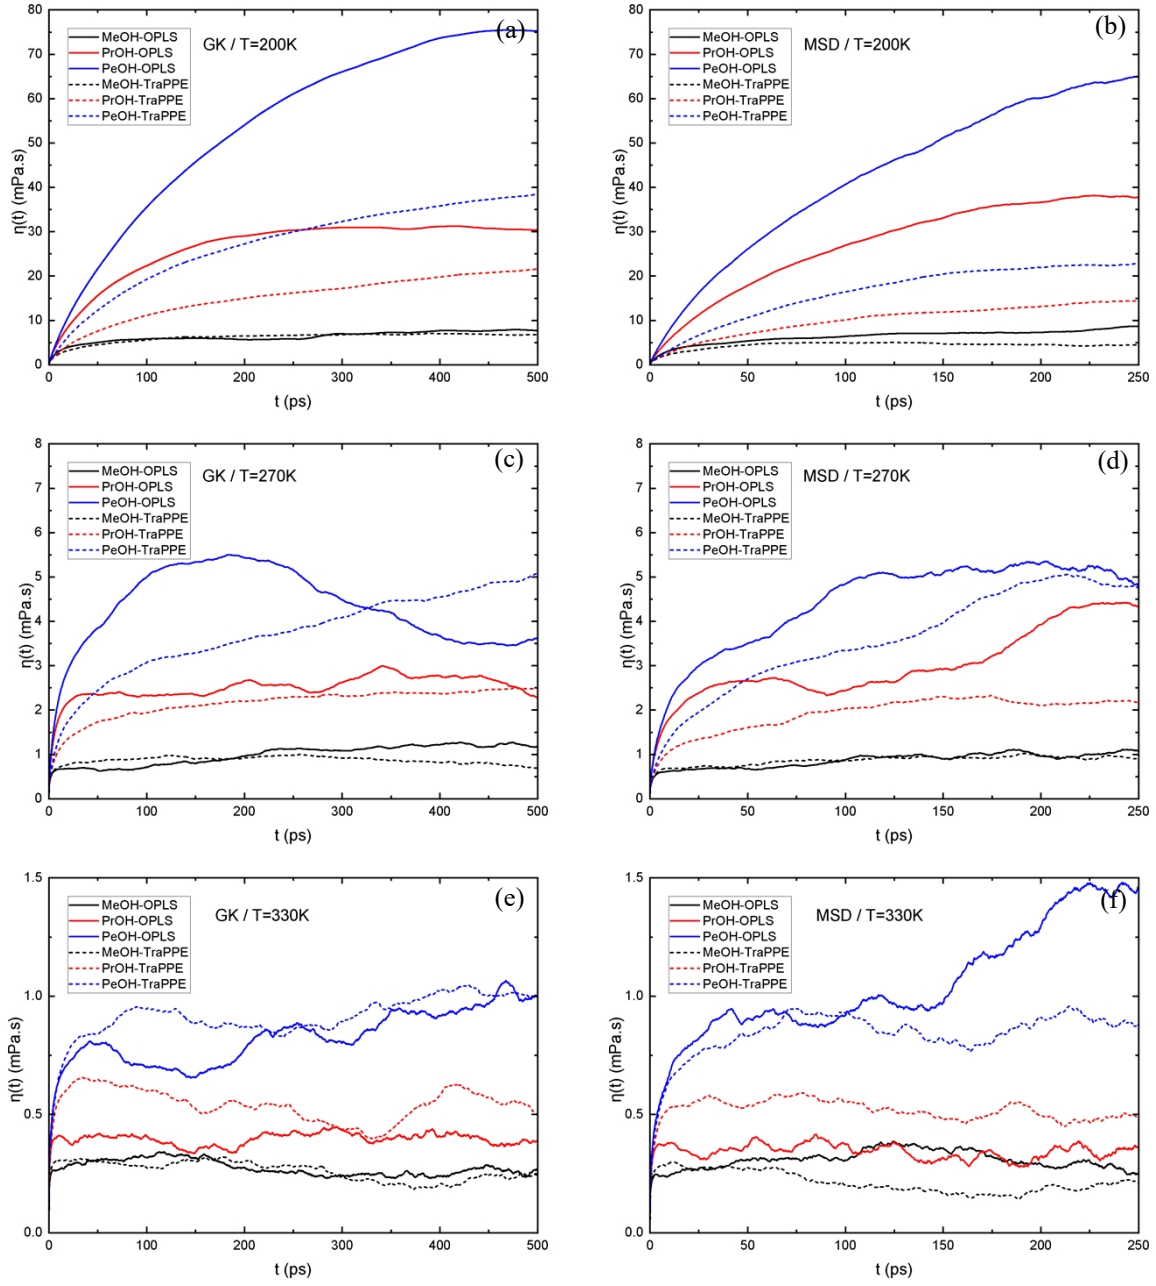 (a)
GK / T=200K
MeOH-OPLS
PrOH-OPLS
PeOH-OPLS
MeOH-TraPPE
PrOH-TraPPE
PeOH-TraPPE
80
70
60
50
40
30
20
10
0
η(t) (mPa.s)
0 100 200 300 400 500
t (ps)
(b)
MSD / T=200K
MeOH-OPLS
PrOH-OPLS
PeOH-OPLS
MeOH-TraPPE
PrOH-TraPPE
PeOH-TraPPE
80
70
60
50
40
30
20
10
0
η(t) (mPa.s)
0 50 100 150 200 250
t (ps)
(c)
GK / T=270K
MeOH-OPLS
PrOH-OPLS
PeOH-OPLS
MeOH-TraPPE
PrOH-TraPPE
PeOH-TraPPE
8
7
6
5
4
3
2
1
0
η(t) (mPa.s)
0 100 200 300 400 500
t (ps)
(d)
MSD / T=270K
MeOH-OPLS
PrOH-OPLS
PeOH-OPLS
MeOH-TraPPE
PrOH-TraPPE
PeOH-TraPPE
8
7
6
5
4
3
2
1
0
η(t) (mPa.s)
0 50 100 150 200 250
t (ps)
(e)
GK / T=330K
MeOH-OPLS
PrOH-OPLS
PeOH-OPLS
MeOH-TraPPE
PrOH-TraPPE
PeOH-TraPPE
1.5
1.0
0.5
0.0
η(t) (mPa.s)
0 100 200 300 400 500
t (ps)
(f)
MSD / T=330K
MeOH-OPLS
PrOH-OPLS
PeOH-OPLS
MeOH-TraPPE
PrOH-TraPPE
PeOH-TraPPE
1.5
1.0
0.5
0.0
η(t) (mPa.s)
0 50 100 150 200 250
t (ps)